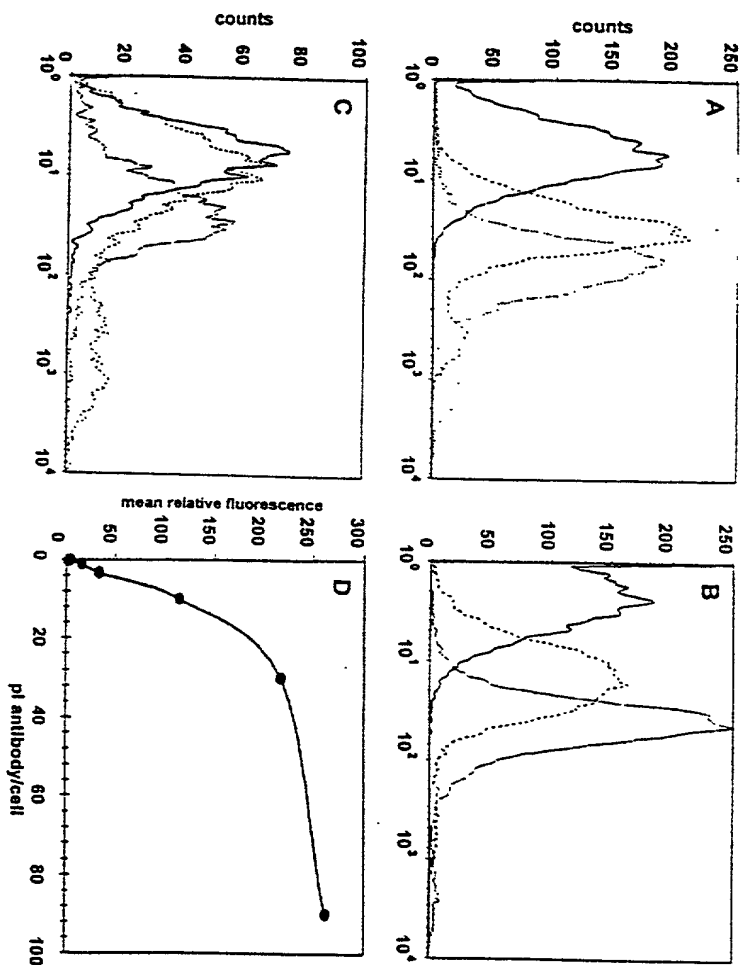 A
counts
0 50 100 150 200 250
10⁰ 10¹ 10² 10³ 10⁴
B
0 50 100 150 200 250
10⁰ 10¹ 10² 10³ 10⁴
C
counts
0 20 40 60 80 100
10⁰ 10¹ 10² 10³ 10⁴
D
mean relative fluorescence
0 50 100 150 200 250 300
0 20 40 60 80 100
pl antibody/cell